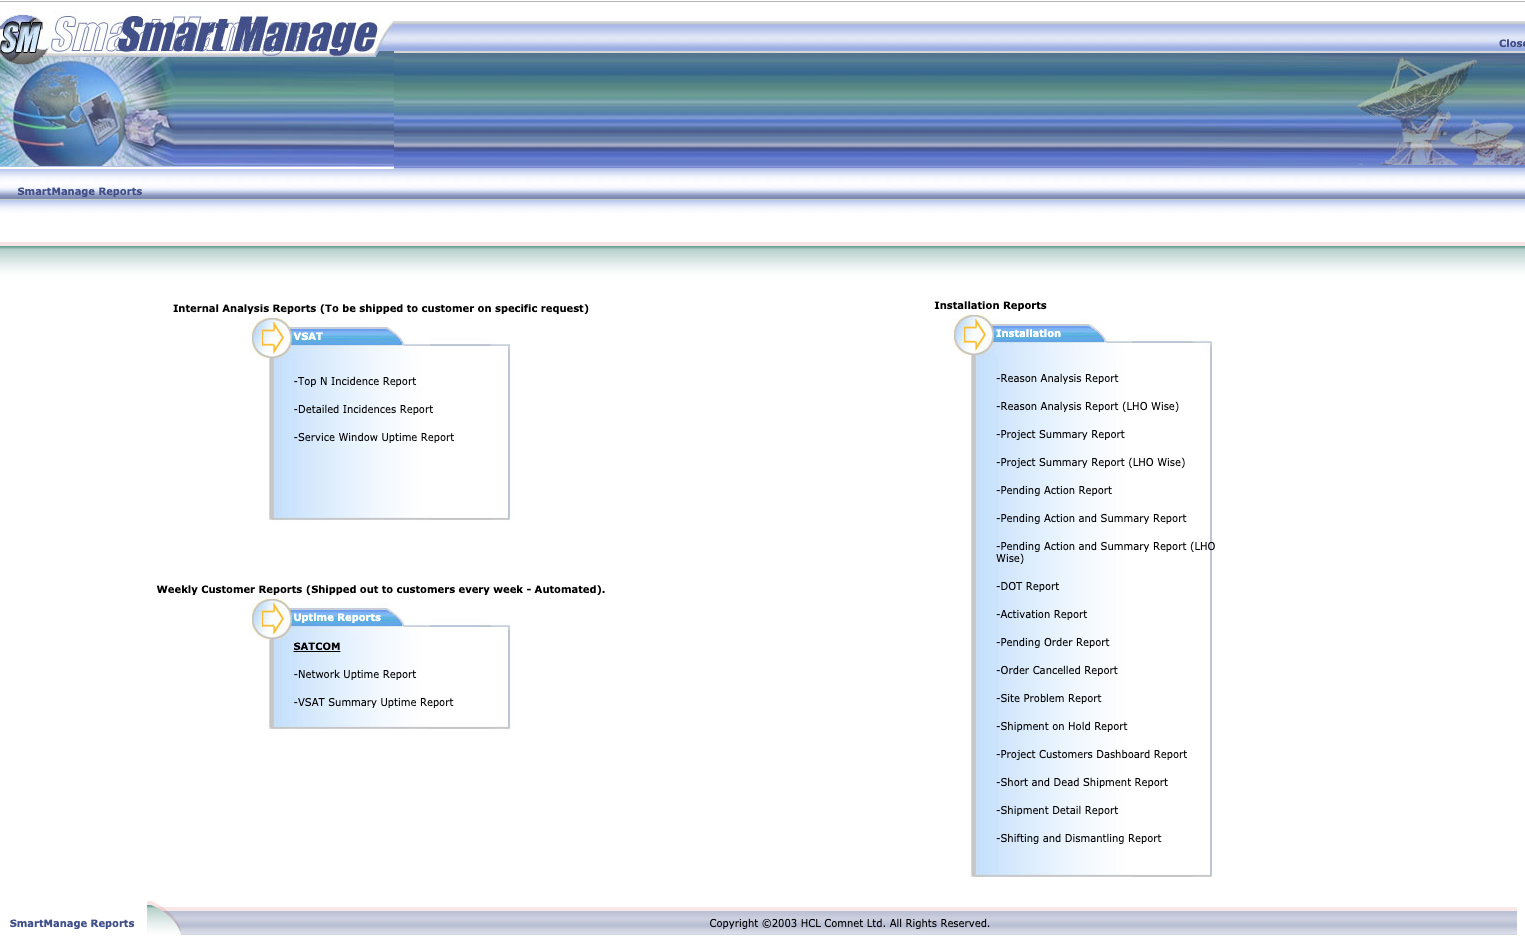 SM Smart Manage Smart Manage
Clos
SmartManage Reports
Internal Analysis Reports (To be shipped to customer on specific request)
VSAT
-Top N Incidence Report
-Detailed Incidences Report
-Service Window Uptime Report
Weekly Customer Reports (Shipped out to customers every week - Automated).
Uptime Reports
SATCOM
-Network Uptime Report
-VSAT Summary Uptime Report
Installation Reports
Installation
-Reason Analysis Report
-Reason Analysis Report (LHO Wise)
-Project Summary Report
-Project Summary Report (LHO Wise)
-Pending Action Report
-Pending Action and Summary Report
-Pending Action and Summary Report (LHO
Wise)
-DOT Report
-Activation Report
-Pending Order Report
-Order Cancelled Report
-Site Problem Report
-Shipment on Hold Report
-Project Customers Dashboard Report
-Short and Dead Shipment Report
-Shipment Detail Report
-Shifting and Dismantling Report
SmartManage Reports
Copyright ©2003 HCL Comnet Ltd. All Rights Reserved.